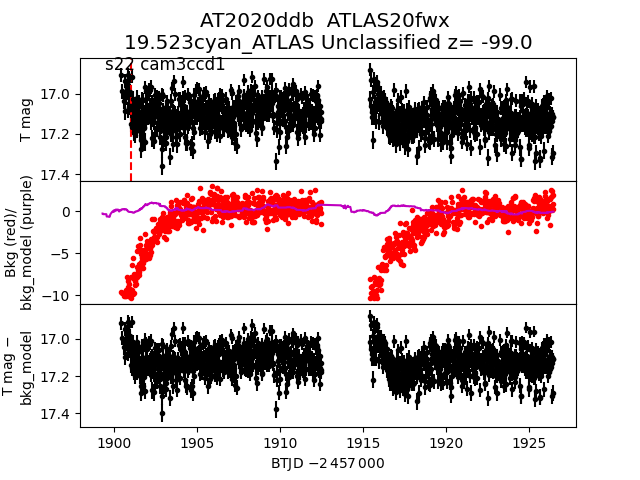 AT2020ddb  ATLAS20fwx
19.523cyan_ATLAS Unclassified z= -99.0
s22 cam3ccd1
17.0
17.2
17.4
T mag
0
−5
−10
Bkg (red)/
bkg_model (purple)
17.0
17.2
17.4
T mag −
bkg_model
1900
1905
1910
1915
1920
1925
BTJD −2 457 000